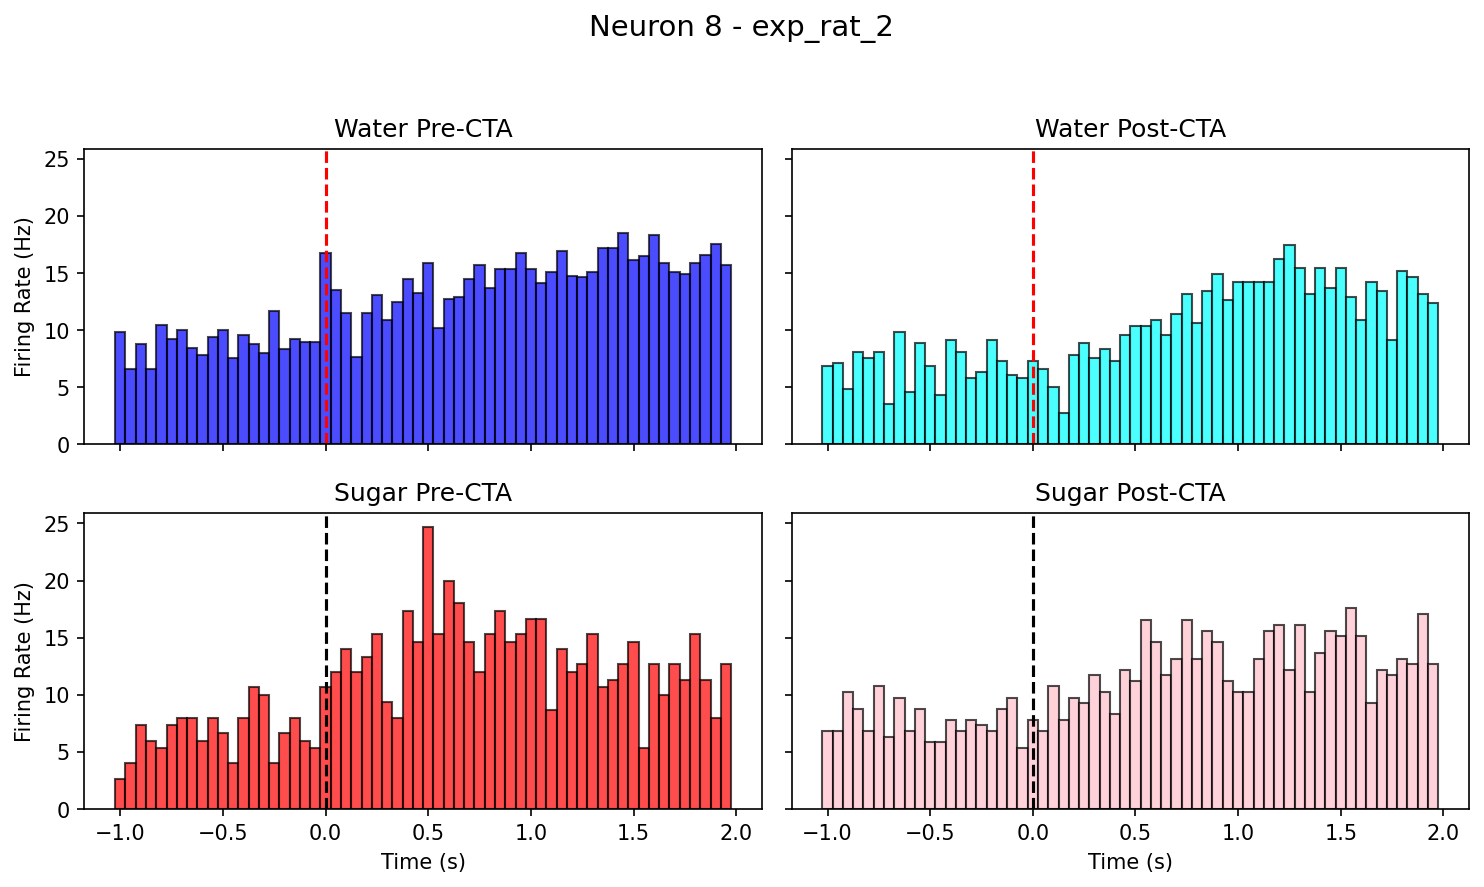 Neuron 8 - exp_rat_2
Water Pre-CTA
Water Post-CTA
Firing Rate (Hz)
25
20
15
10
5
0
Sugar Pre-CTA
Sugar Post-CTA
Firing Rate (Hz)
25
20
15
10
5
0
−1.0 −0.5 0.0 0.5 1.0 1.5 2.0
−1.0 −0.5 0.0 0.5 1.0 1.5 2.0
Time (s)
Time (s)